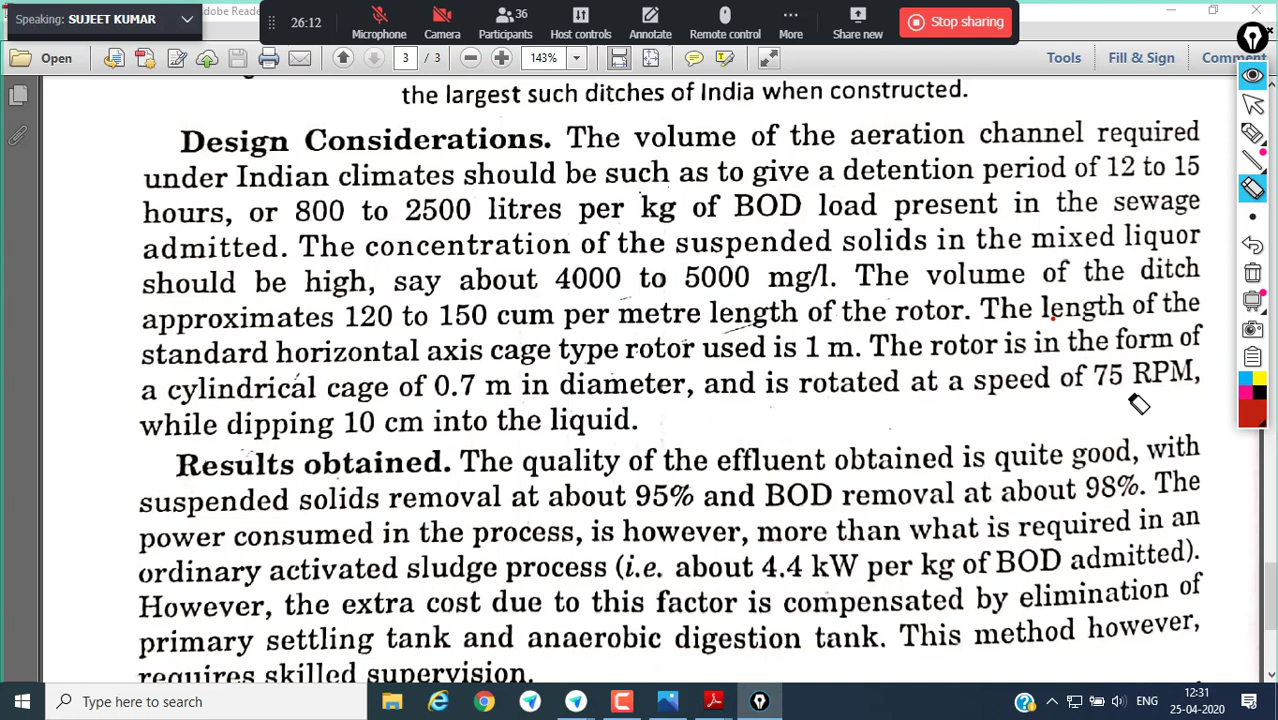 Speaking: SUJEET KUMAR
26:12
Microphone
Camera
36
Participants
Host controls
Annotate
Remote control
More
Share new
Stop sharing
Adobe Reade
Open
3 / 3
143%
Tools
Fill & Sign
Comment
the largest such ditches of India when constructed.
Design Considerations. The volume of the aeration channel required
under Indian climates should be such as to give a detention period of 12 to 15
hours, or 800 to 2500 litres per kg of BOD load present in the sewage
admitted. The concentration of the suspended solids in the mixed liquor
should be high, say about 4000 to 5000 mg/l. The volume of the ditch
approximates 120 to 150 cum per metre length of the rotor. The length of the
standard horizontal axis cage type rotor used is 1 m. The rotor is in the form of
a cylindrical cage of 0.7 m in diameter, and is rotated at a speed of 75 RPM,
while dipping 10 cm into the liquid.
Results obtained. The quality of the effluent obtained is quite good, with
suspended solids removal at about 95% and BOD removal at about 98%. The
power consumed in the process, is however, more than what is required in an
ordinary activated sludge process (i.e. about 4.4 kW per kg of BOD admitted).
However, the extra cost due to this factor is compensated by elimination of
primary settling tank and anaerobic digestion tank. This method however,
requires skilled supervision.
Type here to search
ENG
12:31
25-04-2020